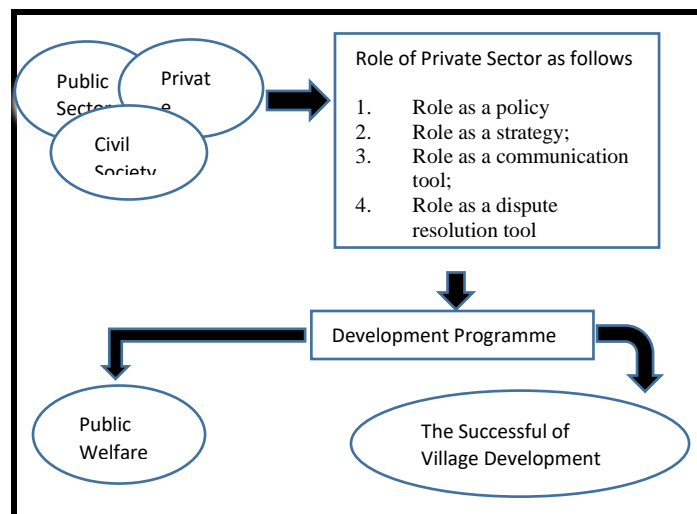 Public
Sector
Privat
e
Civil
Society
Role of Private Sector as follows
1. Role as a policy
2. Role as a strategy;
3. Role as a communication
tool;
4. Role as a dispute
resolution tool
Development Programme
Public
Welfare
The Successful of
Village Development